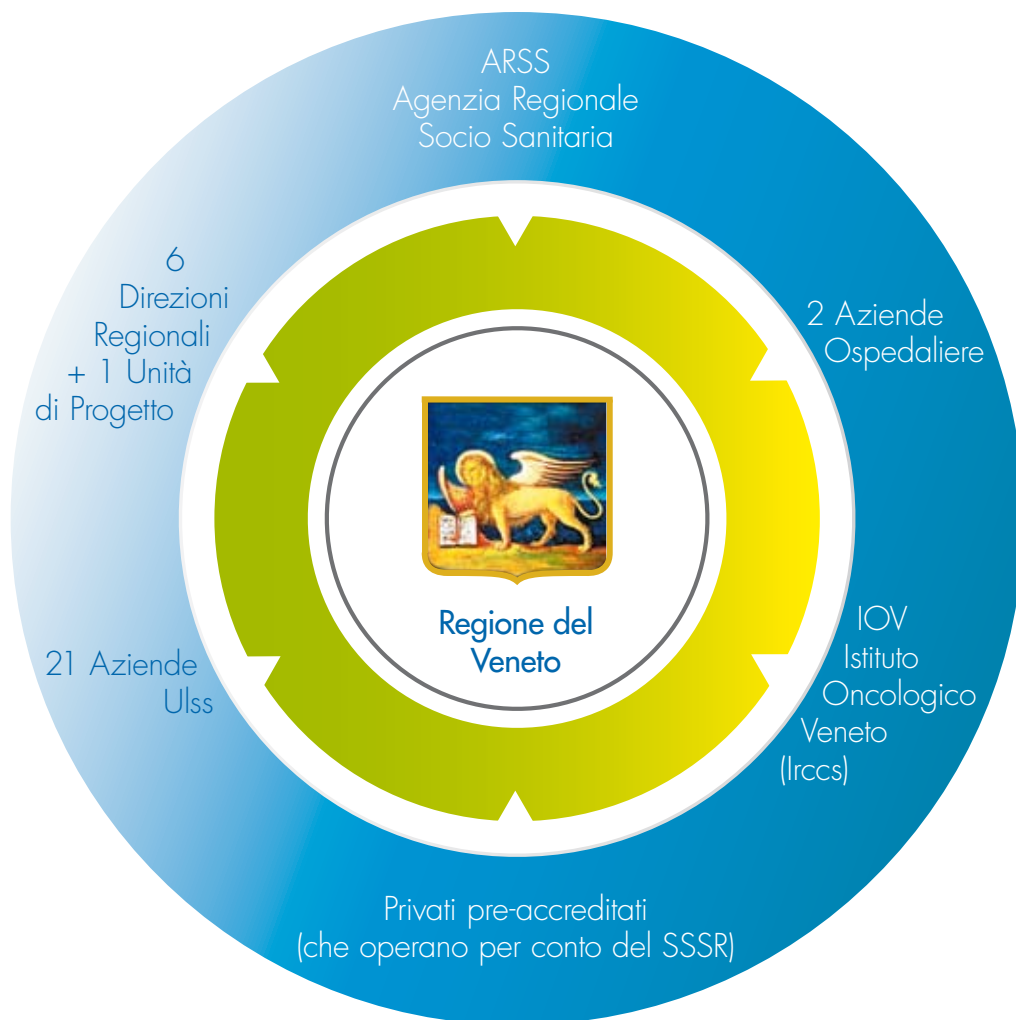 ARSS
Agenzia Regionale
Socio Sanitaria
2 Aziende
Ospedaliere
IOV
Istituto
Oncologico
Veneto
(Irccs)
Privati pre-accreditati
(che operano per conto del SSSR)
21 Aziende
Ulss
6
Direzioni
Regionali
+ 1 Unità
di Progetto
Regione del
Veneto